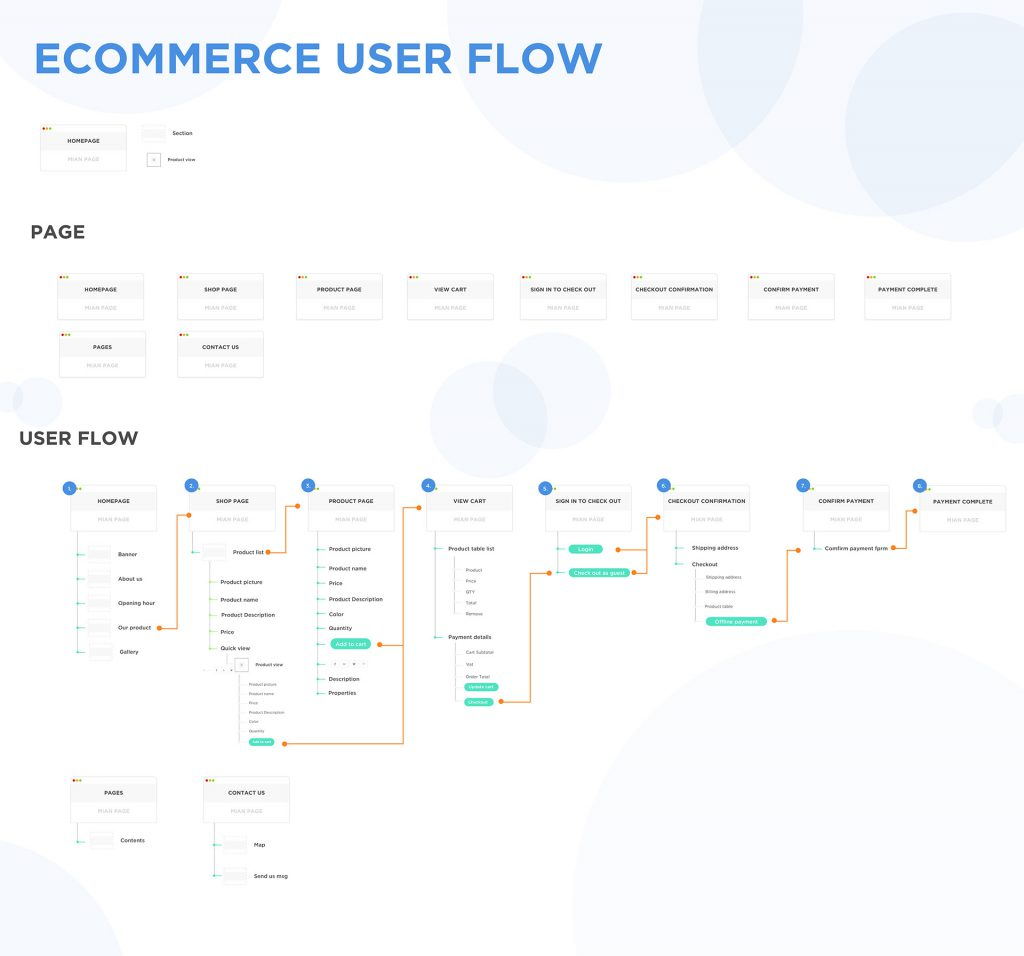 ECOMMERCE USER FLOW
HOMEPAGE
MIAN PAGE
Section
Product view
PAGE
HOMEPAGE
MIAN PAGE
SHOP PAGE
MIAN PAGE
PRODUCT PAGE
MIAN PAGE
VIEW CART
MIAN PAGE
SIGN IN TO CHECK OUT
MIAN PAGE
CHECKOUT CONFIRMATION
MIAN PAGE
CONFIRM PAYMENT
MIAN PAGE
PAYMENT COMPLETE
MIAN PAGE
PAGES
MIAN PAGE
CONTACT US
MIAN PAGE
USER FLOW
1.
HOMEPAGE
MIAN PAGE
Banner
About us
Opening hour
Our product
Gallery
2.
SHOP PAGE
MIAN PAGE
Product list
Product picture
Product name
Product Description
Price
Quick view
Product view
Product picture
Product name
Price
Product Description
Color
Quantity
Add to cart
3.
PRODUCT PAGE
MIAN PAGE
Product picture
Product name
Price
Product Description
Color
Quantity
Add to cart
Description
Properties
4.
VIEW CART
MIAN PAGE
Product table list
Product
Price
QTY
Total
Remove
Payment details
Cart Subtotal
Vat
Order Total
Update cart
Checkout
5.
SIGN IN TO CHECK OUT
MIAN PAGE
Login
Check out as guest
6.
CHECKOUT CONFIRMATION
MIAN PAGE
Shipping address
Checkout
Shipping address
Billing address
Product table
Offline payment
7.
CONFIRM PAYMENT
MIAN PAGE
Comfirm payment fprm
8.
PAYMENT COMPLETE
MIAN PAGE
PAGES
MIAN PAGE
Contents
CONTACT US
MIAN PAGE
Map
Send us msg